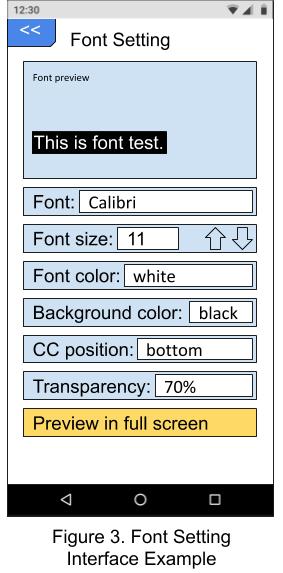 12:30
<<
Font Setting
Font preview
This is font test.
Font: Calibri
Font size: 11
Font color: white
Background color: black
CC position: bottom
Transparency: 70%
Preview in full screen
Figure 3. Font Setting
Interface Example